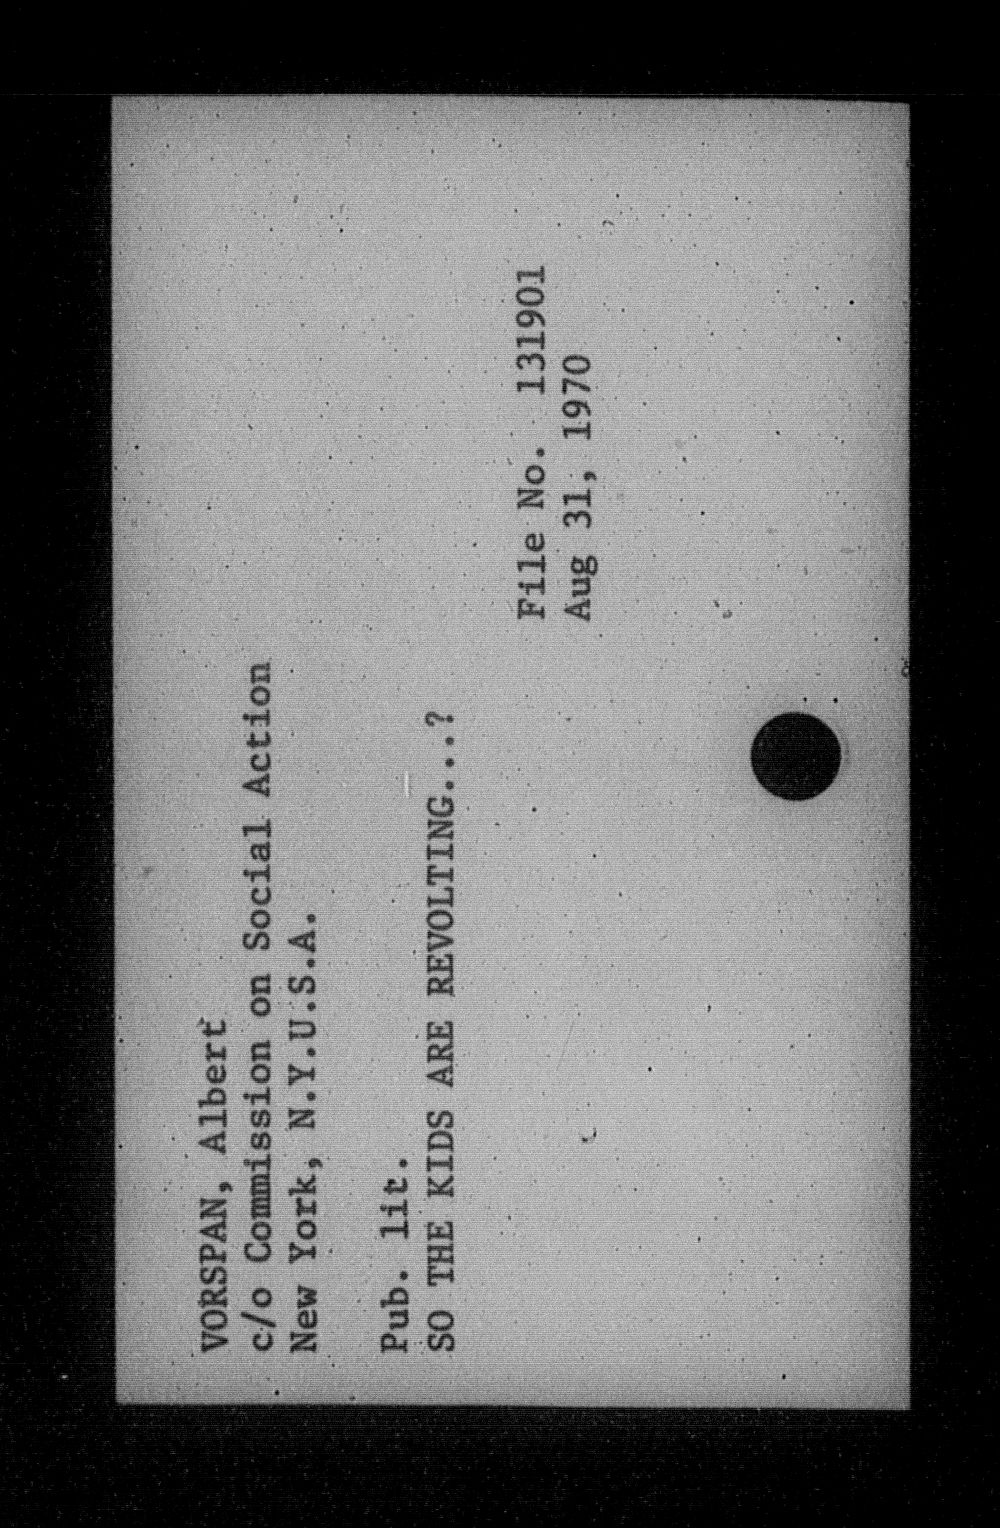 VORSPAN, Albert
c/o Commission on Social Action
New York, N.Y.U.S.A.
Pub. lit.
SO THE KIDS ARE REVOLTING...?
File No. 131901
Aug 31, 1970